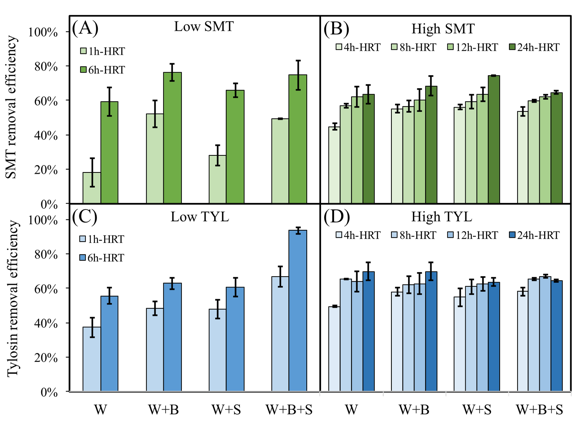 (A) Low SMT
1h-HRT
6h-HRT
(B) High SMT
4h-HRT 8h-HRT 12h-HRT 24h-HRT
SMT removal efficiency
100%
80%
60%
40%
20%
0%
(C) Low TYL
1h-HRT
6h-HRT
(D) High TYL
4h-HRT 8h-HRT 12h-HRT 24h-HRT
Tylosin removal efficiency
100%
80%
60%
40%
20%
0%
W W+B W+S W+B+S W W+B W+S W+B+S